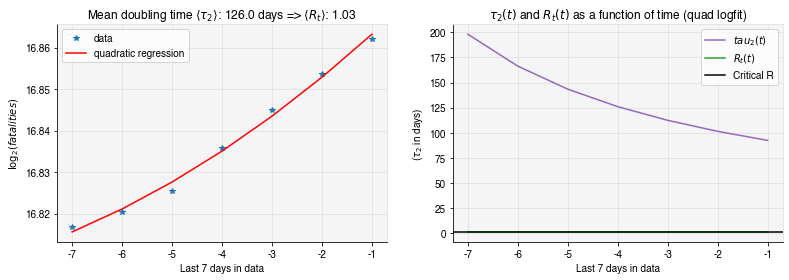 Mean doubling time ⟨τ₂⟩: 126.0 days => ⟨Rₜ⟩: 1.03
log₂(fatalities)
16.86
16.85
16.84
16.83
16.82
data
quadratic regression
-7 -6 -5 -4 -3 -2 -1
Last 7 days in data
τ₂(t) and Rₜ(t) as a function of time (quad logfit)
(τ₂ in days)
200
175
150
125
100
75
50
25
0
tau₂(t)
Rₜ(t)
Critical R
-7 -6 -5 -4 -3 -2 -1
Last 7 days in data